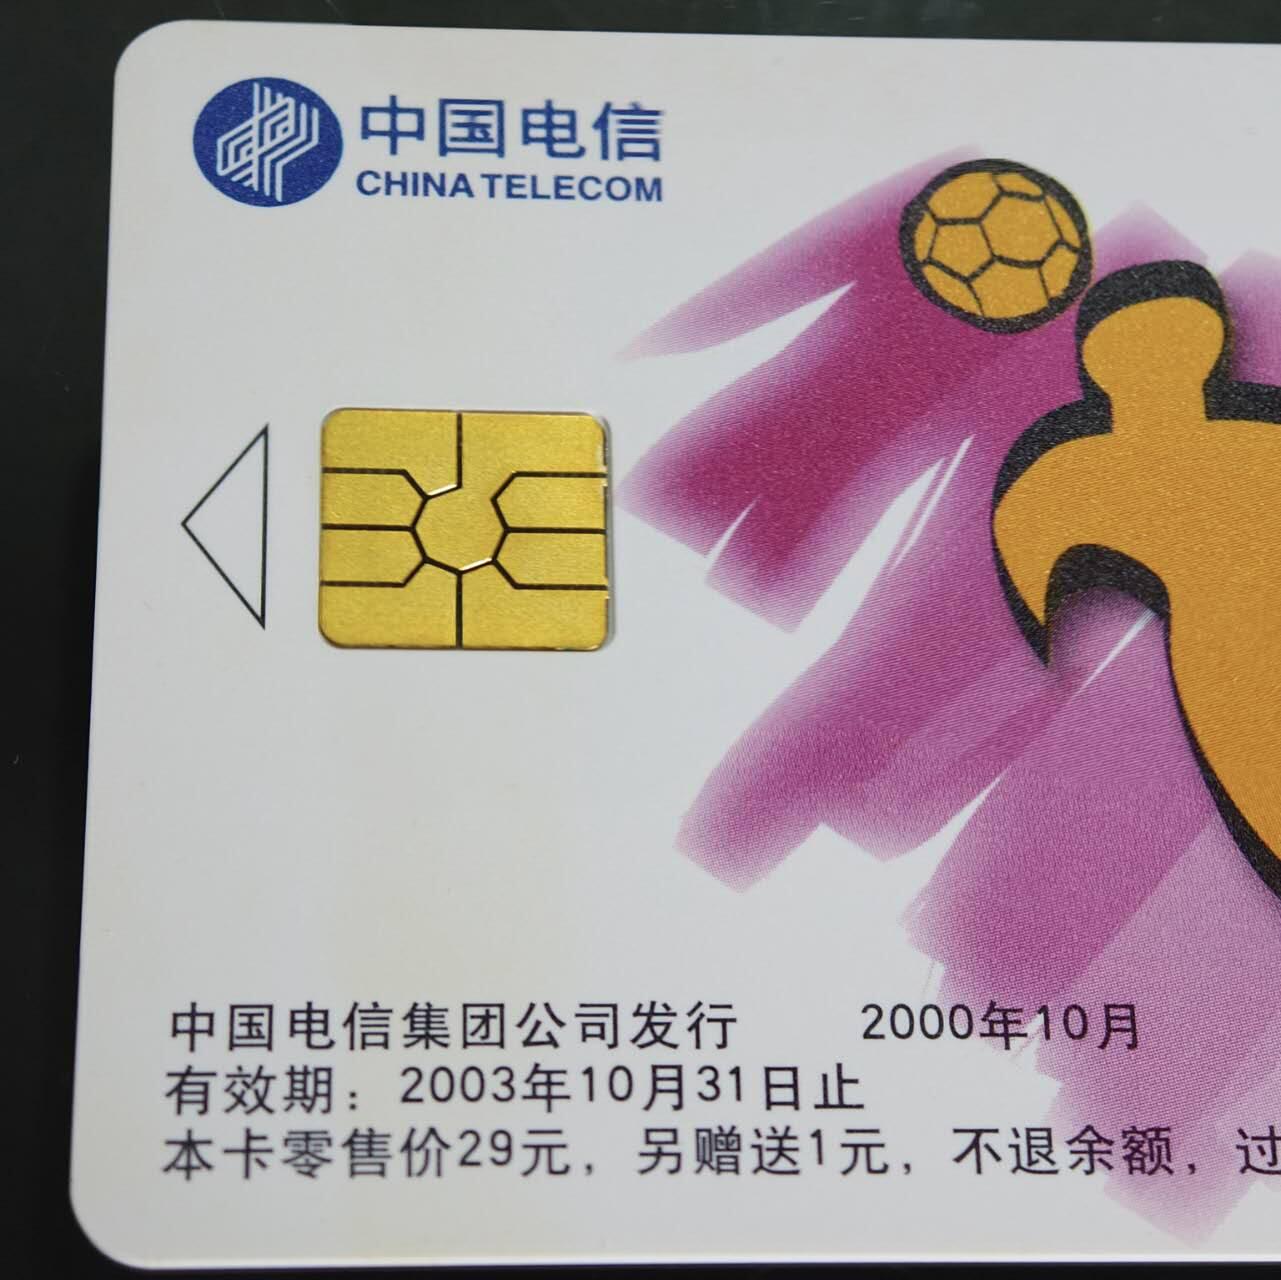 中国电信
CHINA TELECOM
中国电信集团公司发行 2000年10月
有效期：2003年10月31日止
本卡零售价29元，另赠送1元，不退余额，过